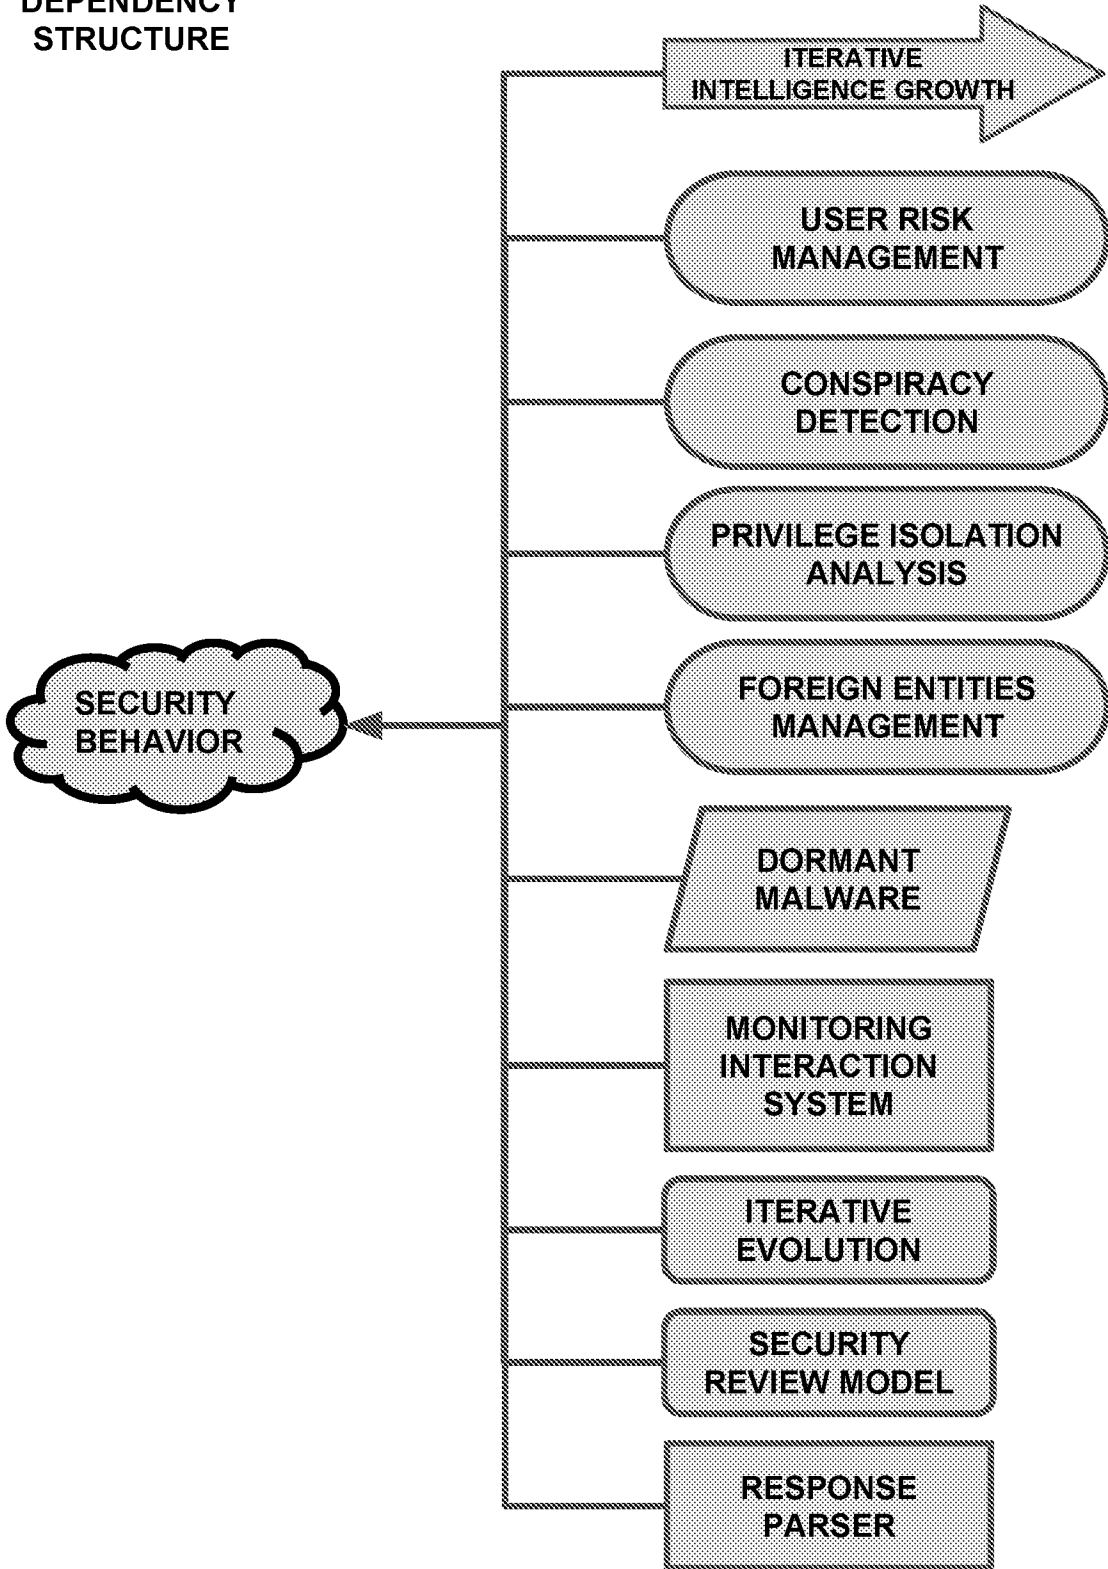 DEPENDENCY
STRUCTURE
ITERATIVE
INTELLIGENCE GROWTH
USER RISK
MANAGEMENT
CONSPIRACY
DETECTION
PRIVILEGE ISOLATION
ANALYSIS
FOREIGN ENTITIES
MANAGEMENT
SECURITY
BEHAVIOR
DORMANT
MALWARE
MONITORING
INTERACTION
SYSTEM
ITERATIVE
EVOLUTION
SECURITY
REVIEW MODEL
RESPONSE
PARSER